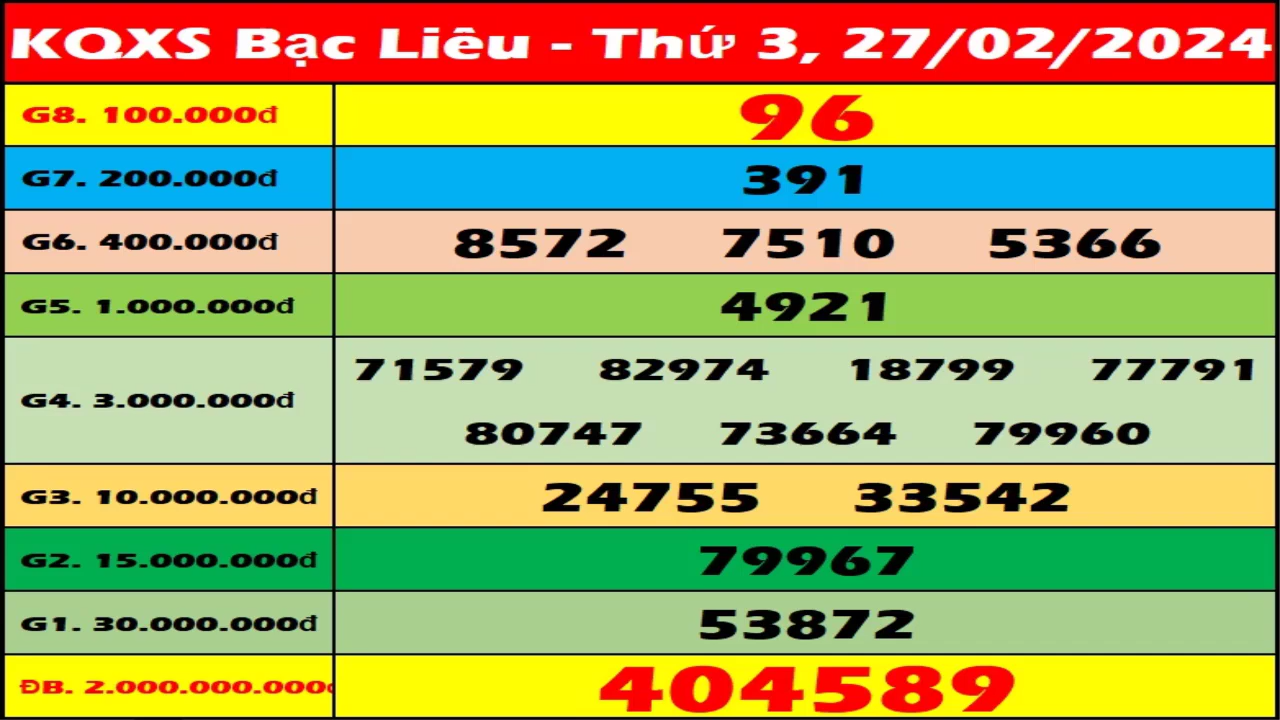 KQXS Bạc Liêu - Thứ 3, 27/02/2024
G8. 100.000đ 96
G7. 200.000đ 391
G6. 400.000đ 8572 7510 5366
G5. 1.000.000đ 4921
G4. 3.000.000đ 71579 82974 18799 77791
80747 73664 79960
G3. 10.000.000đ 24755 33542
G2. 15.000.000đ 79967
G1. 30.000.000đ 53872
ĐB. 2.000.000.000đ 404589